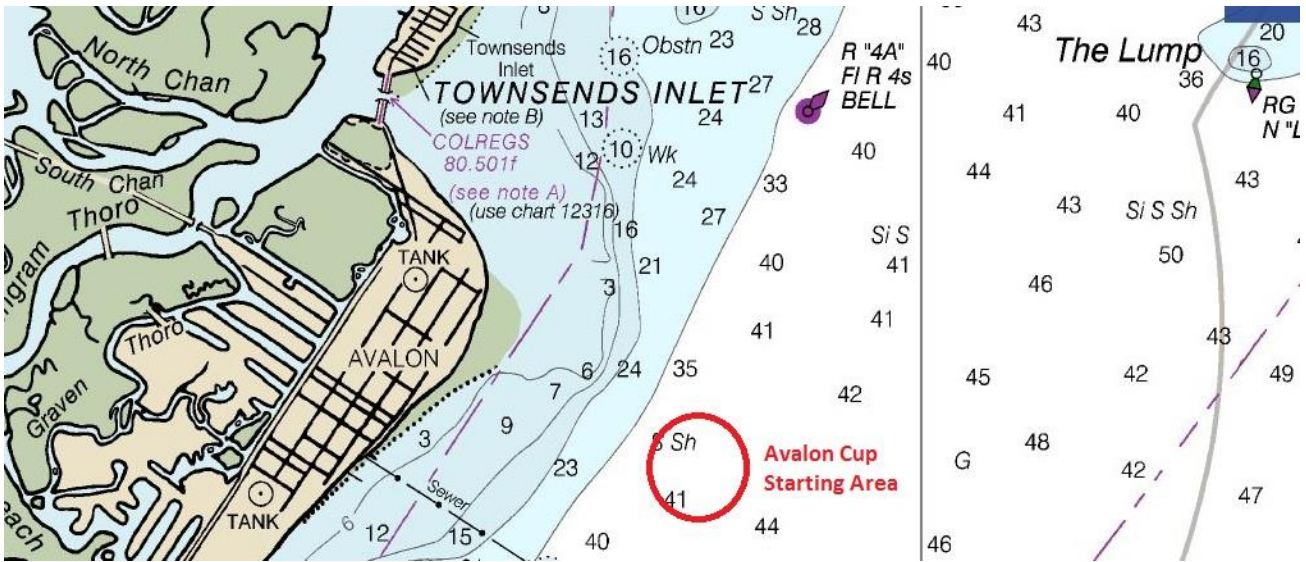 8
16
Obstn
23
S Sh
28
43
20
The Lump
16
36
40
RG
N "L
North Chan
Townsends
Inlet
16
TOWNSENDS INLET
27
R "4A"
Fl R 4s
BELL
(see note B)
13
24
41
40
COLREGS
80.501f
10
Wk
12
40
44
43
South Chan
(see note A)
24
33
43
Thoro
(use chart 12316)
27
Si S Sh
16
Si S
50
TANK
21
40
41
46
3
Thoro
41
41
43
AVALON
6
24
35
45
42
49
7
42
Graven
3
9
S Sh
48
Avalon Cup
Starting Area
23
G
42
Sewer
41
47
TANK
6
12
15
40
44
46